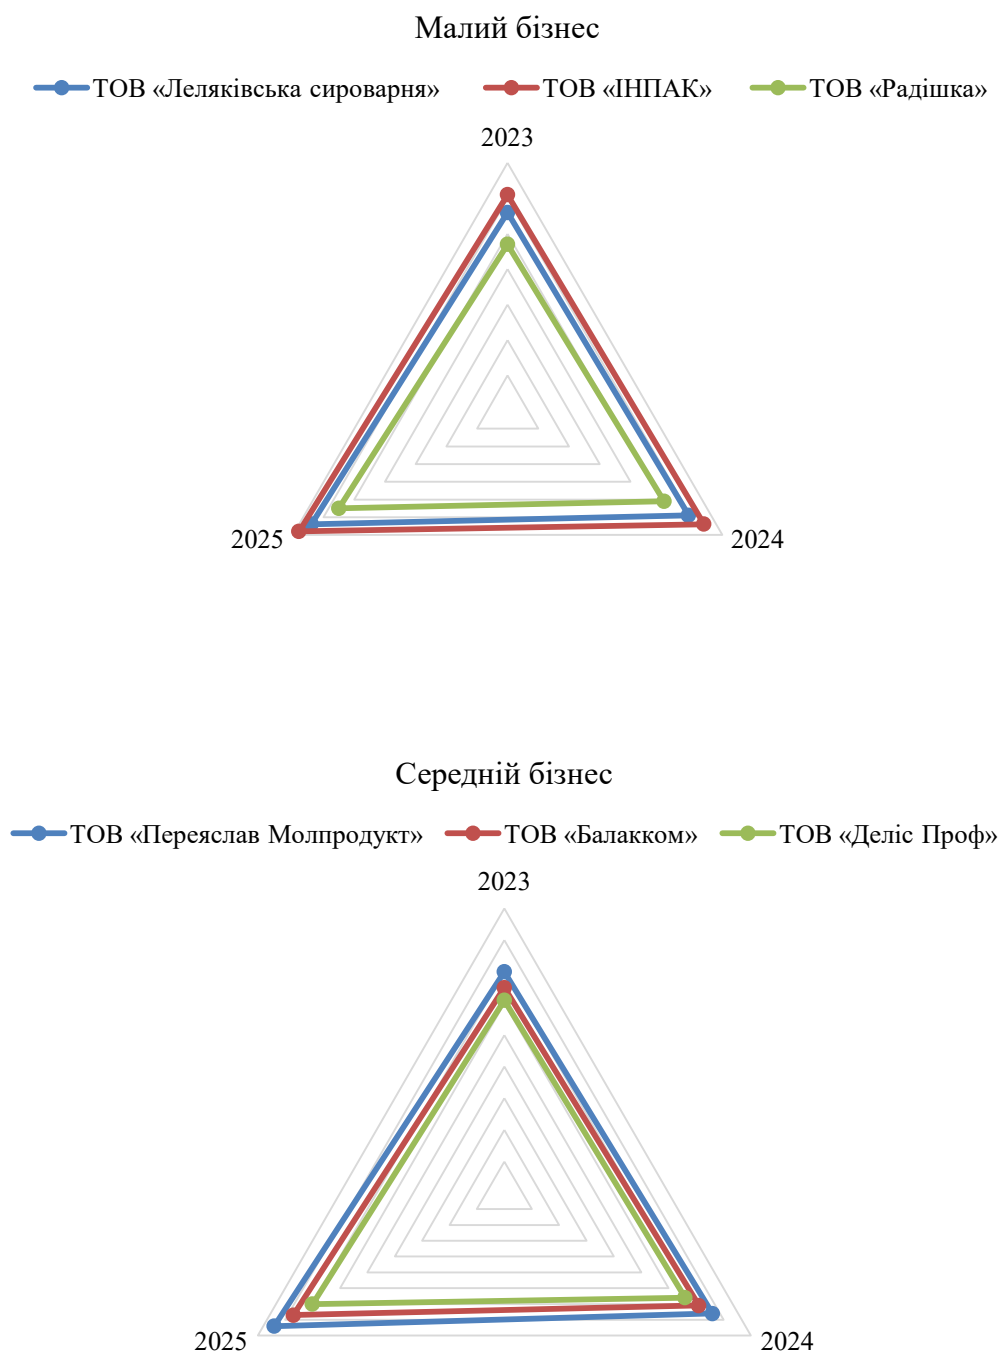 Малий бізнес
ТОВ «Леляківська сироварня» ТОВ «ІНПАК» ТОВ «Радішка»
2023
2025 2024
Середній бізнес
ТОВ «Переяслав Молпродукт» ТОВ «Балакком» ТОВ «Деліс Проф»
2023
2025 2024